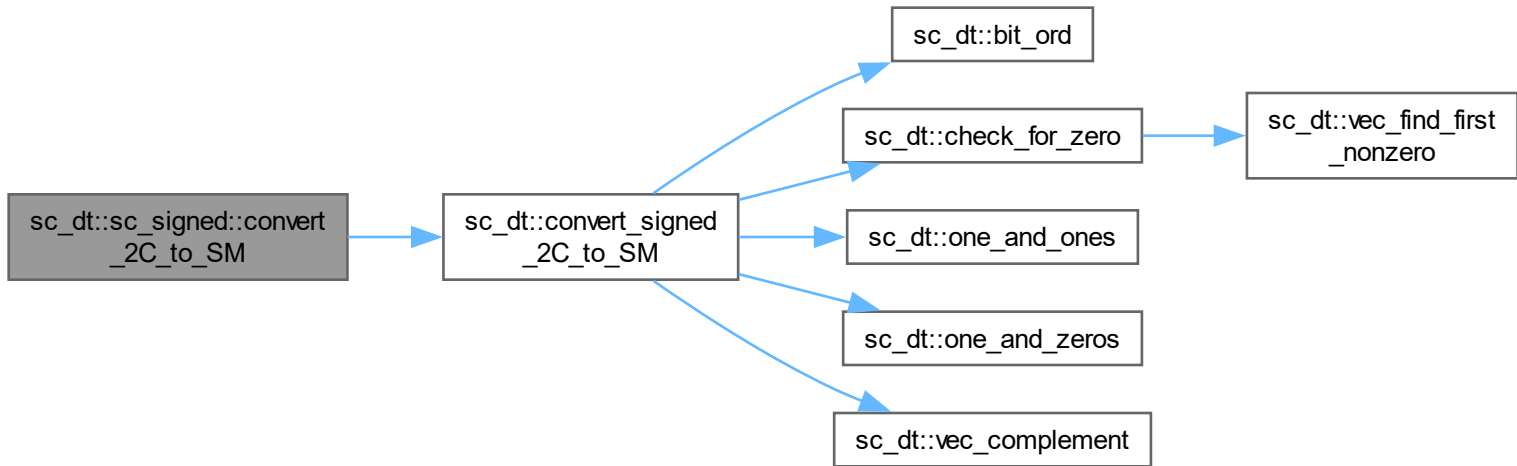 sc_dt::bit_ord
sc_dt::check_for_zero
sc_dt::vec_find_first
_nonzero
sc_dt::sc_signed::convert
_2C_to_SM
sc_dt::convert_signed
_2C_to_SM
sc_dt::one_and_ones
sc_dt::one_and_zeros
sc_dt::vec_complement